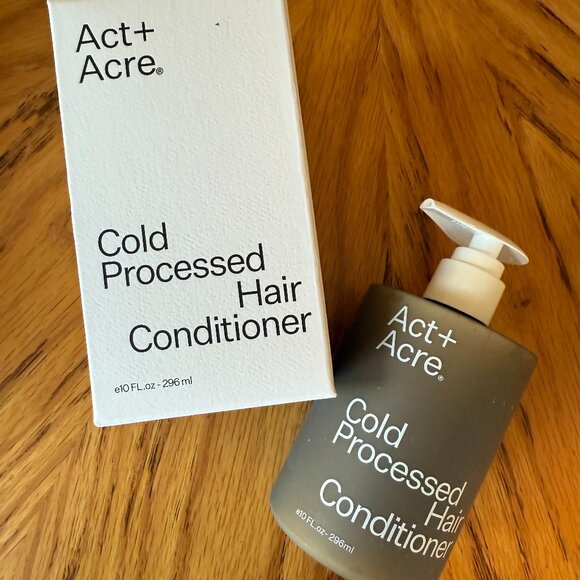 Act+
Acre®
Cold
Processed
Hair
Conditioner
e10 FL.oz - 296 ml
Act+
Acre®
Cold
Processed
Hair
Conditioner
e10 FL.oz - 296ml